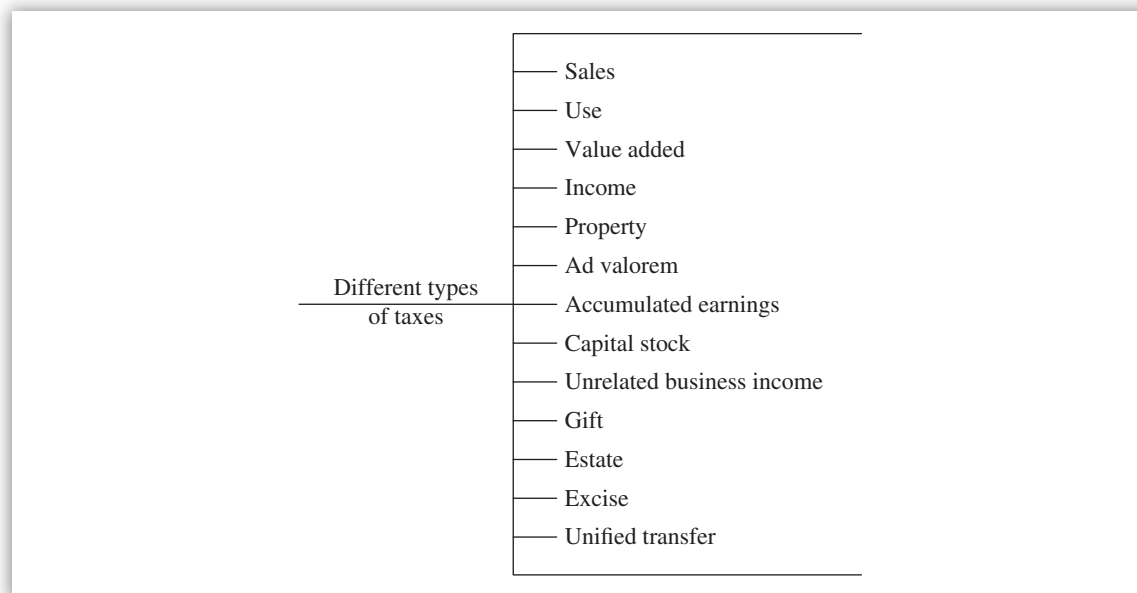 Different types
of taxes
Sales
Use
Value added
Income
Property
Ad valorem
Accumulated earnings
Capital stock
Unrelated business income
Gift
Estate
Excise
Unified transfer